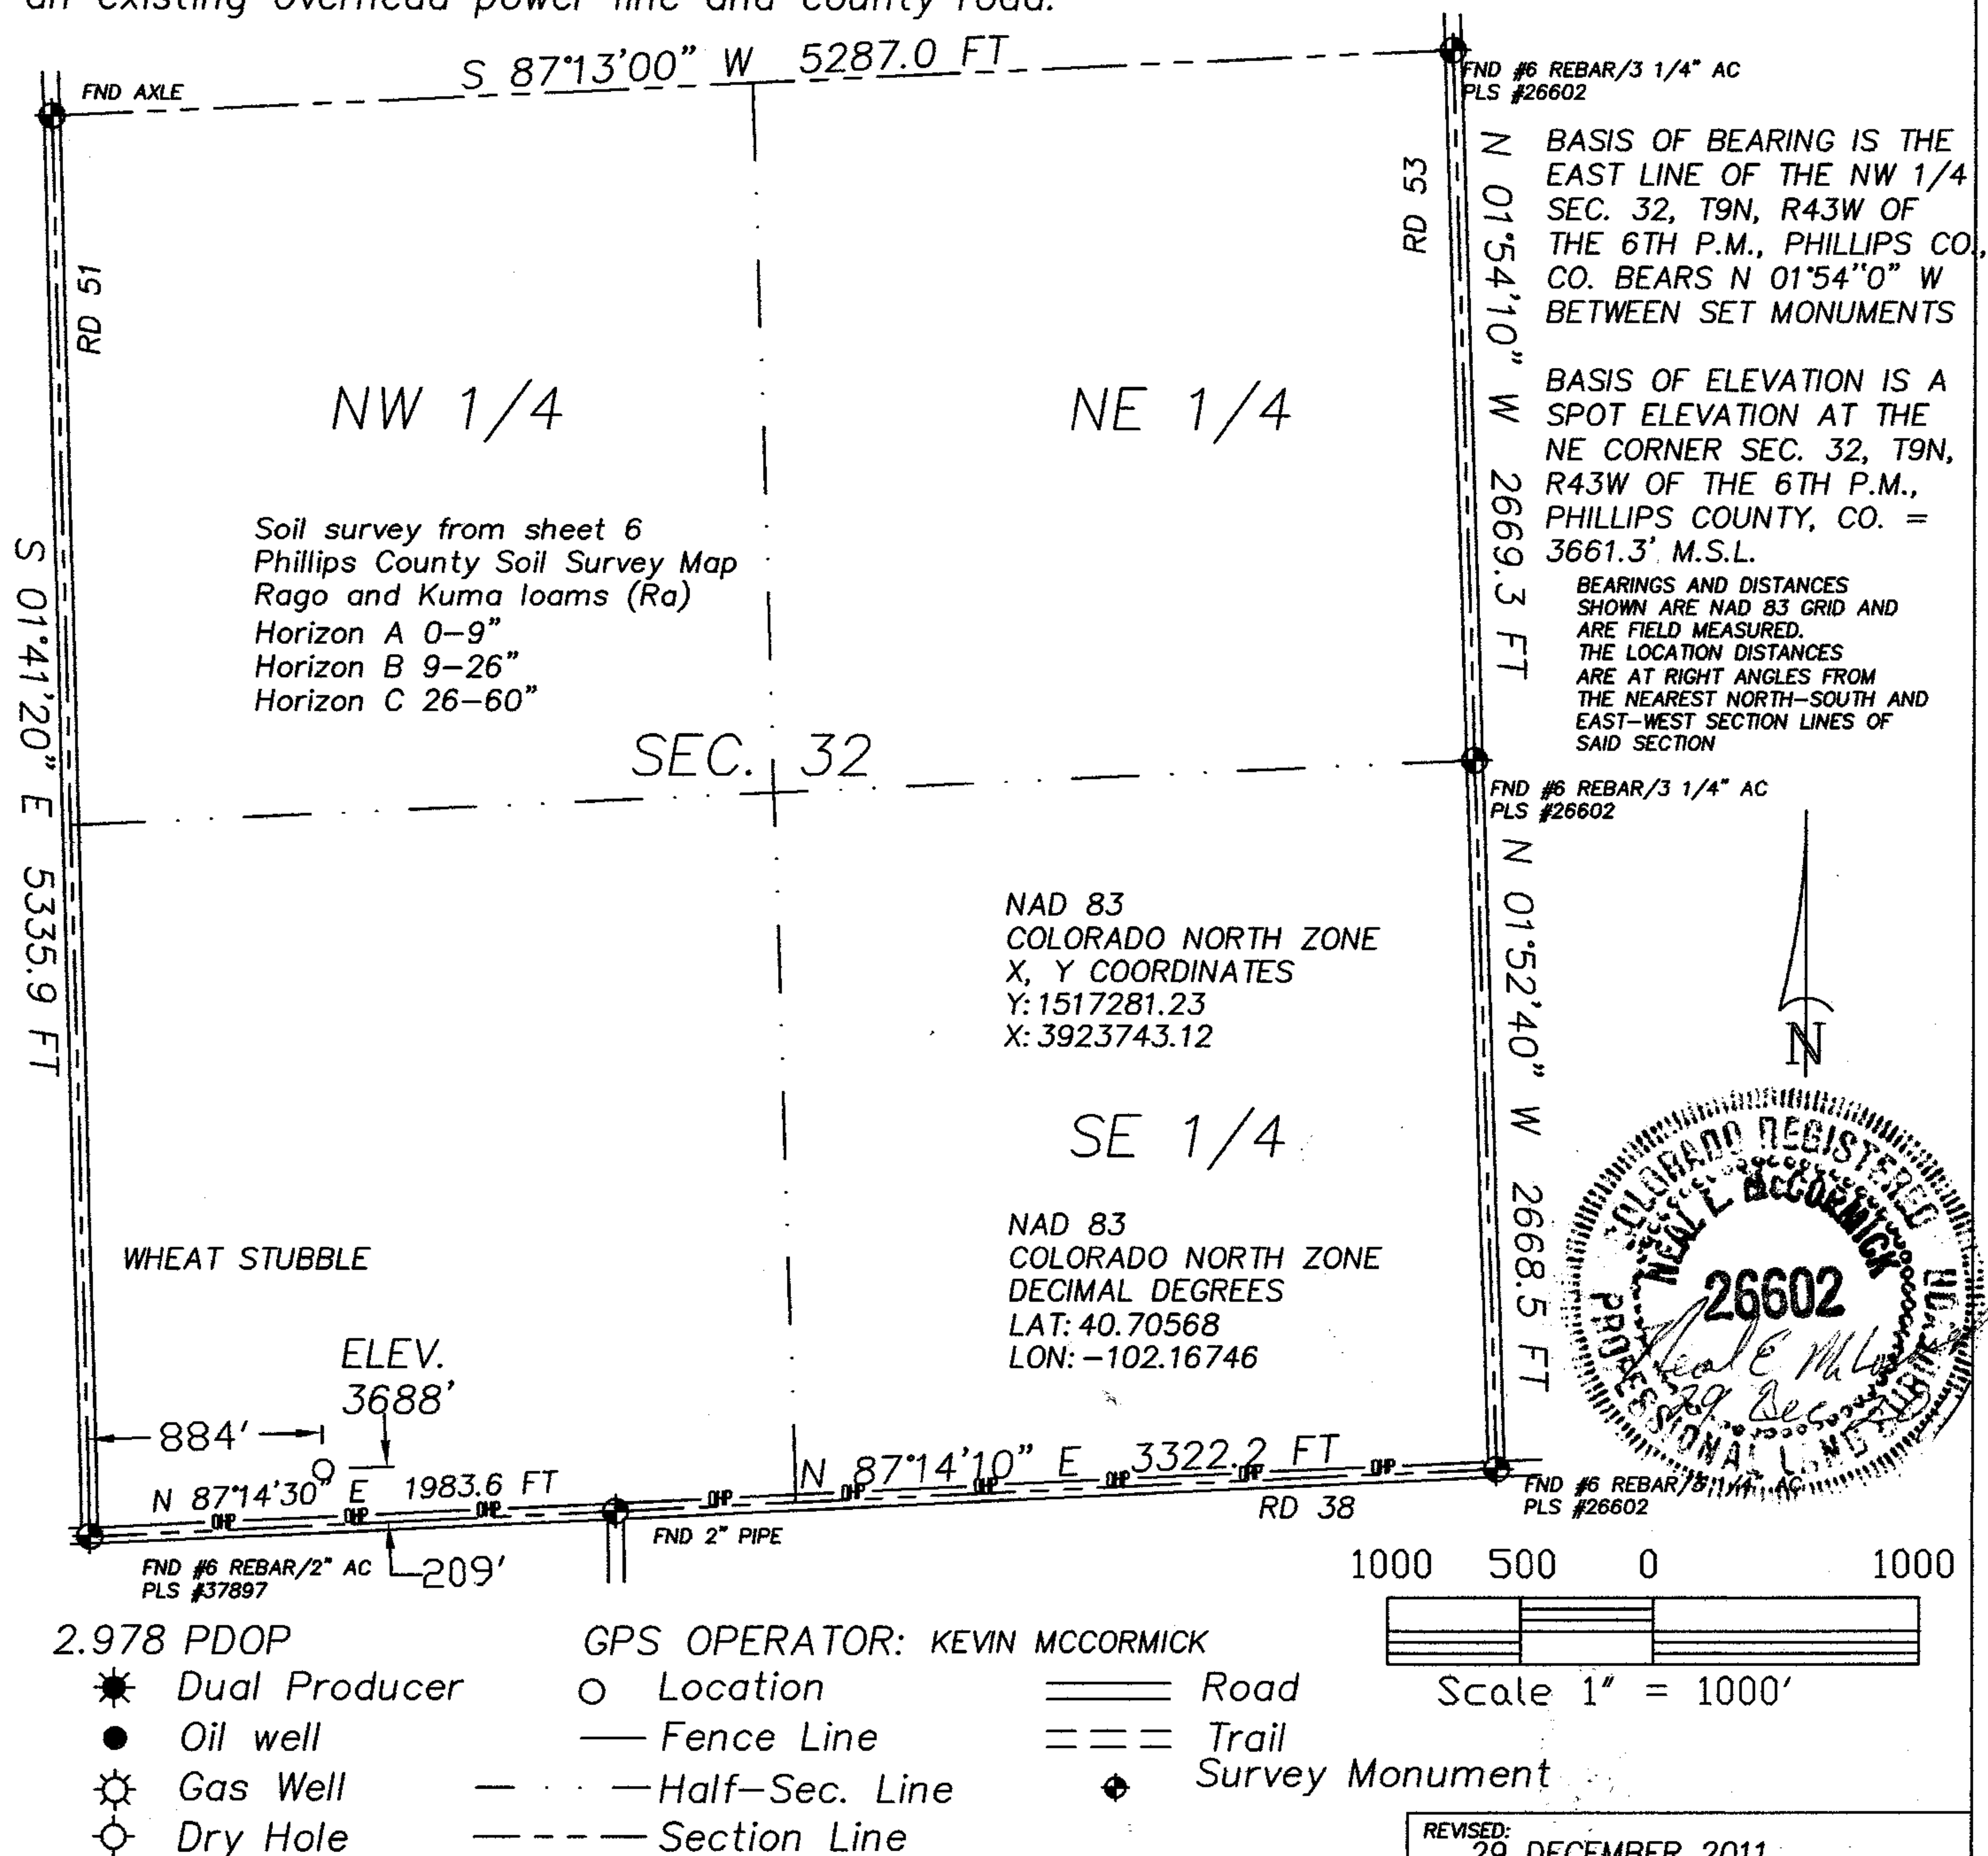 an existing overhead power line and county road.
S 87°13'00" W 5287.0 FT
FND AXLE
FND #6 REBAR/3 1/4" AC
PLS #26602
RD 51
RD 53
N 01°54'10" W 2669.3 FT
BASIS OF BEARING IS THE
EAST LINE OF THE NW 1/4
SEC. 32, T9N, R43W OF
THE 6TH P.M., PHILLIPS CO.,
CO. BEARS N 01°54"0" W
BETWEEN SET MONUMENTS
BASIS OF ELEVATION IS A
SPOT ELEVATION AT THE
NE CORNER SEC. 32, T9N,
R43W OF THE 6TH P.M.,
PHILLIPS COUNTY, CO. =
3661.3' M.S.L.
BEARINGS AND DISTANCES
SHOWN ARE NAD 83 GRID AND
ARE FIELD MEASURED.
THE LOCATION DISTANCES
ARE AT RIGHT ANGLES FROM
THE NEAREST NORTH-SOUTH AND
EAST-WEST SECTION LINES OF
SAID SECTION
NW 1/4
NE 1/4
Soil survey from sheet 6
Phillips County Soil Survey Map
Rago and Kuma loams (Ra)
Horizon A 0-9"
Horizon B 9-26"
Horizon C 26-60"
S 01°41'20" E 5335.9 FT
SEC. 32
FND #6 REBAR/3 1/4" AC
PLS #26602
N 01°52'40" W 2668.5 FT
NAD 83
COLORADO NORTH ZONE
X, Y COORDINATES
Y: 1517281.23
X: 3923743.12
N
SE 1/4
NAD 83
COLORADO NORTH ZONE
DECIMAL DEGREES
LAT: 40.70568
LON: -102.16746
COLORADO REGISTERED
NEAL E. McCORMICK
26602
PROFESSIONAL LAND
29 Dec
WHEAT STUBBLE
ELEV.
3688'
884'
N 87°14'30" E 1983.6 FT
OHP OHP OHP
N 87°14'10" E 3322.2 FT
OHP OHP OHP OHP OHP OHP
RD 38
FND #6 REBAR/3 1/4" AC
PLS #26602
FND 2" PIPE
FND #6 REBAR/2" AC
PLS #37897
209'
1000 500 0 1000
Scale 1" = 1000'
2.978 PDOP
GPS OPERATOR: KEVIN MCCORMICK
Dual Producer
Location
Road
Oil well
Fence Line
Trail
Gas Well
Half-Sec. Line
Survey Monument
Dry Hole
Section Line
REVISED:
29 DECEMBER 2011